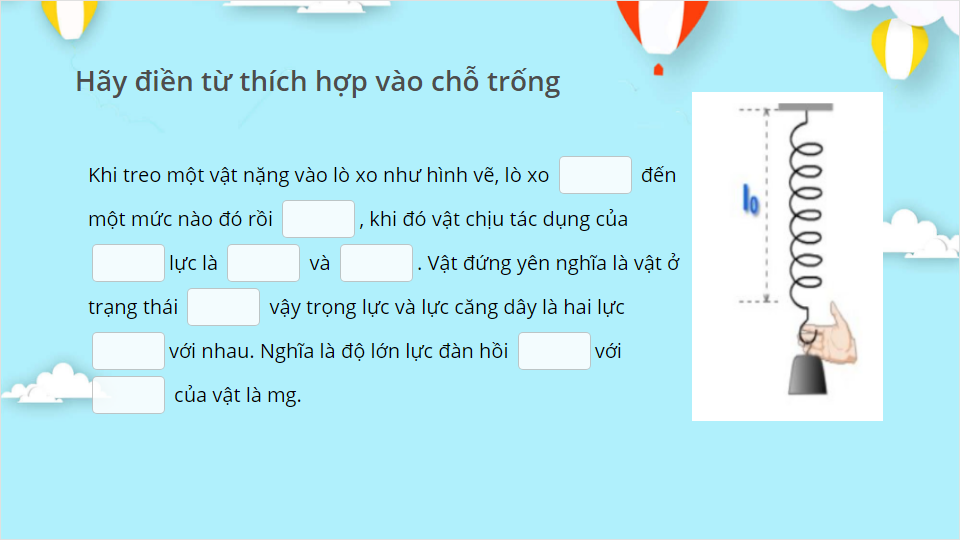 Hãy điền từ thích hợp vào chỗ trống
Khi treo một vật nặng vào lò xo như hình vẽ, lò xo đến
một mức nào đó rồi , khi đó vật chịu tác dụng của
lực là và . Vật đứng yên nghĩa là vật ở
trạng thái vậy trọng lực và lực căng dây là hai lực
với nhau. Nghĩa là độ lớn lực đàn hồi với
của vật là mg.
l₀